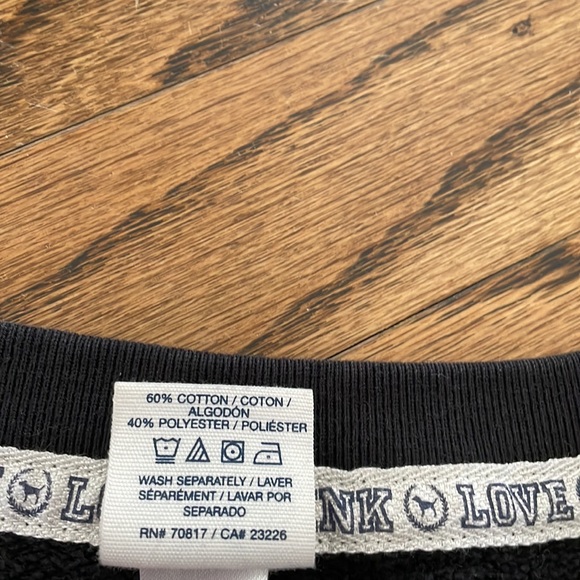 60% COTTON / COTON /
ALGODÓN
40% POLYESTER / POLIÉSTER
WASH SEPARATELY / LAVER
SÉPARÉMENT / LAVAR POR
SEPARADO
RN# 70817 / CA# 23226
LO NK LOVE